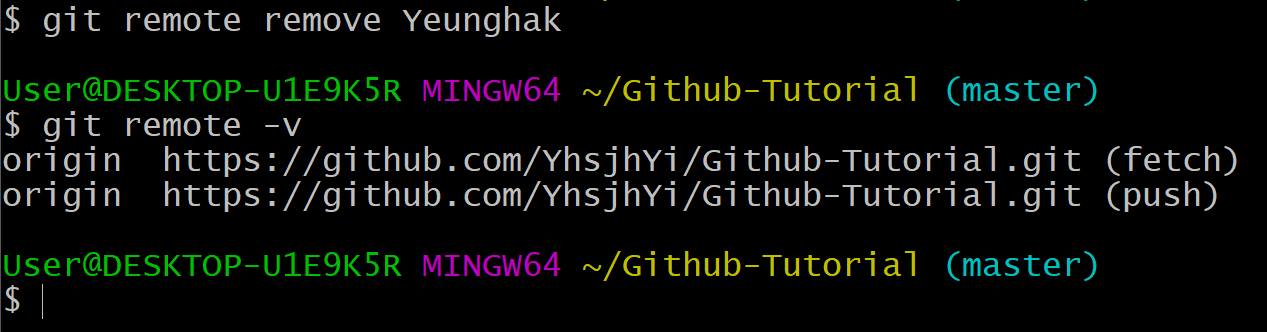 $ git remote remove Yeunghak
User@DESKTOP-U1E9K5R MINGW64 ~/Github-Tutorial (master)
$ git remote -v
origin  https://github.com/YhsjhYi/Github-Tutorial.git (fetch)
origin  https://github.com/YhsjhYi/Github-Tutorial.git (push)
User@DESKTOP-U1E9K5R MINGW64 ~/Github-Tutorial (master)
$